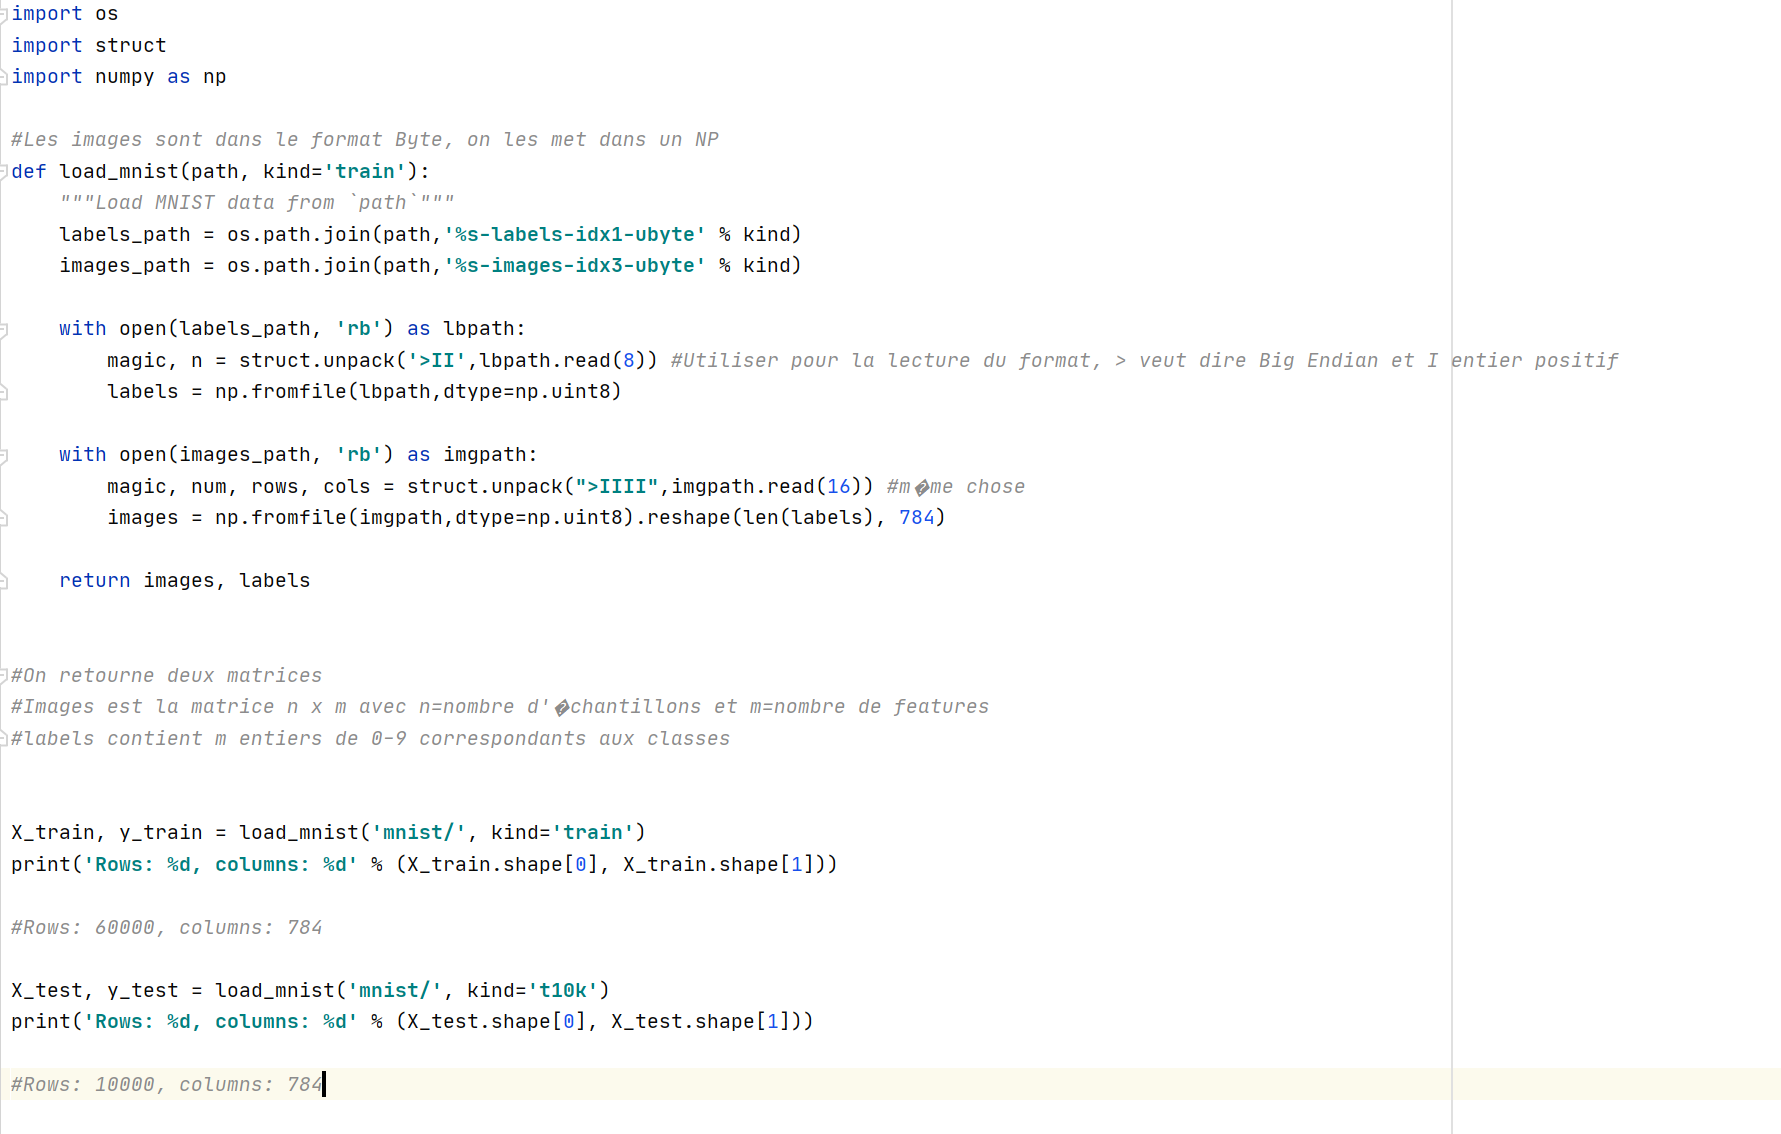 import os
import struct
import numpy as np
#Les images sont dans le format Byte, on les met dans un NP
def load_mnist(path, kind='train'):
    """Load MNIST data from `path`"""
    labels_path = os.path.join(path,'%s-labels-idx1-ubyte' % kind)
    images_path = os.path.join(path,'%s-images-idx3-ubyte' % kind)
    with open(labels_path, 'rb') as lbpath:
        magic, n = struct.unpack('>II',lbpath.read(8)) #Utiliser pour la lecture du format, > veut dire Big Endian et I entier positif
        labels = np.fromfile(lbpath,dtype=np.uint8)
    with open(images_path, 'rb') as imgpath:
        magic, num, rows, cols = struct.unpack(">IIII",imgpath.read(16)) #m�me chose
        images = np.fromfile(imgpath,dtype=np.uint8).reshape(len(labels), 784)
    return images, labels
#On retourne deux matrices
#Images est la matrice n x m avec n=nombre d'�chantillons et m=nombre de features
#labels contient m entiers de 0-9 correspondants aux classes
X_train, y_train = load_mnist('mnist/', kind='train')
print('Rows: %d, columns: %d' % (X_train.shape[0], X_train.shape[1]))
#Rows: 60000, columns: 784
X_test, y_test = load_mnist('mnist/', kind='t10k')
print('Rows: %d, columns: %d' % (X_test.shape[0], X_test.shape[1]))
#Rows: 10000, columns: 784